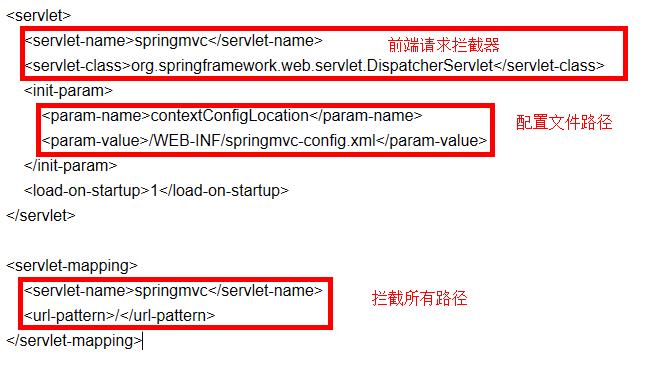 <servlet>
<servlet-name>springmvc</servlet-name>
前端请求拦截器
<servlet-class>org.springframework.web.servlet.DispatcherServlet</servlet-class>
<init-param>
<param-name>contextConfigLocation</param-name>
配置文件路径
<param-value>/WEB-INF/springmvc-config.xml</param-value>
</init-param>
<load-on-startup>1</load-on-startup>
</servlet>
<servlet-mapping>
<servlet-name>springmvc</servlet-name>
拦截所有路径
<url-pattern>/</url-pattern>
</servlet-mapping>